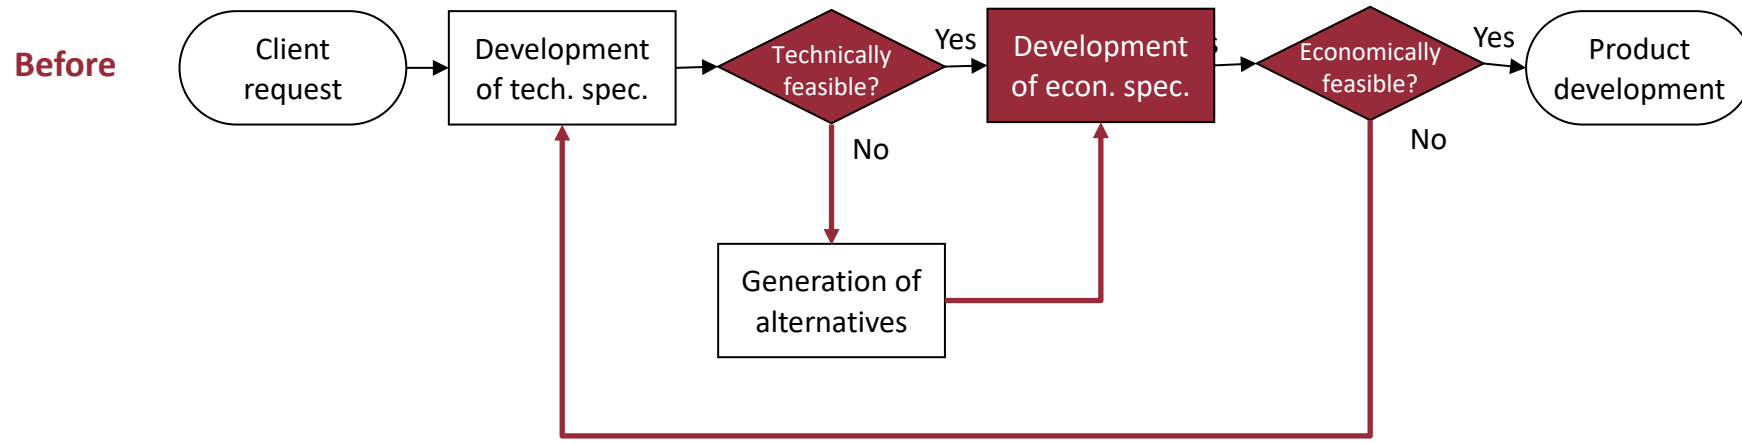 Before
Client
request
Development
of tech. spec.
Technically
feasible?
Yes
Development
of econ. spec.
s
Economically
feasible?
Yes
Product
development
No
No
Generation of
alternatives